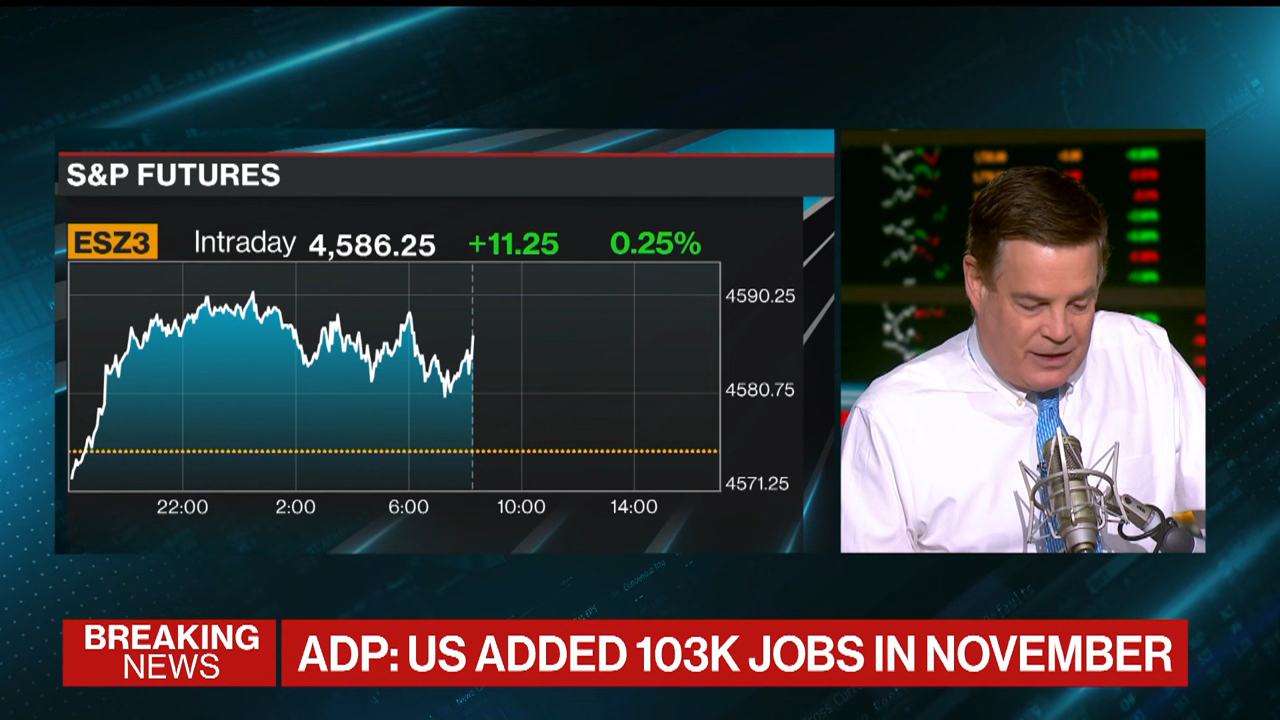 S&P FUTURES
ESZ3 Intraday 4,586.25 +11.25 0.25%
4590.25
4580.75
4571.25
22:00 2:00 6:00 10:00 14:00
BREAKING
NEWS
ADP: US ADDED 103K JOBS IN NOVEMBER